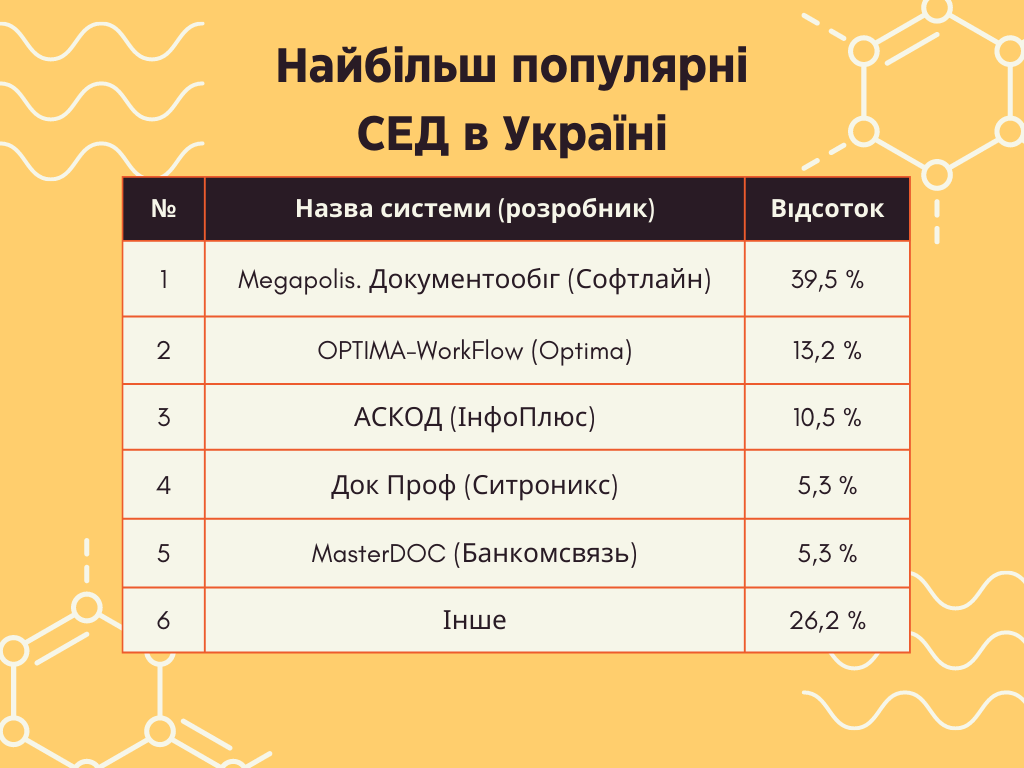 Найбільш популярні
СЕД в Україні
№ Назва системи (розробник) Відсоток
1 Megapolis. Документообіг (Софтлайн) 39,5 %
2 OPTIMA-WorkFlow (Optima) 13,2 %
3 АСКОД (ІнфоПлюс) 10,5 %
4 Док Проф (Ситроникс) 5,3 %
5 MasterDOC (Банкомсвязь) 5,3 %
6 Інше 26,2 %